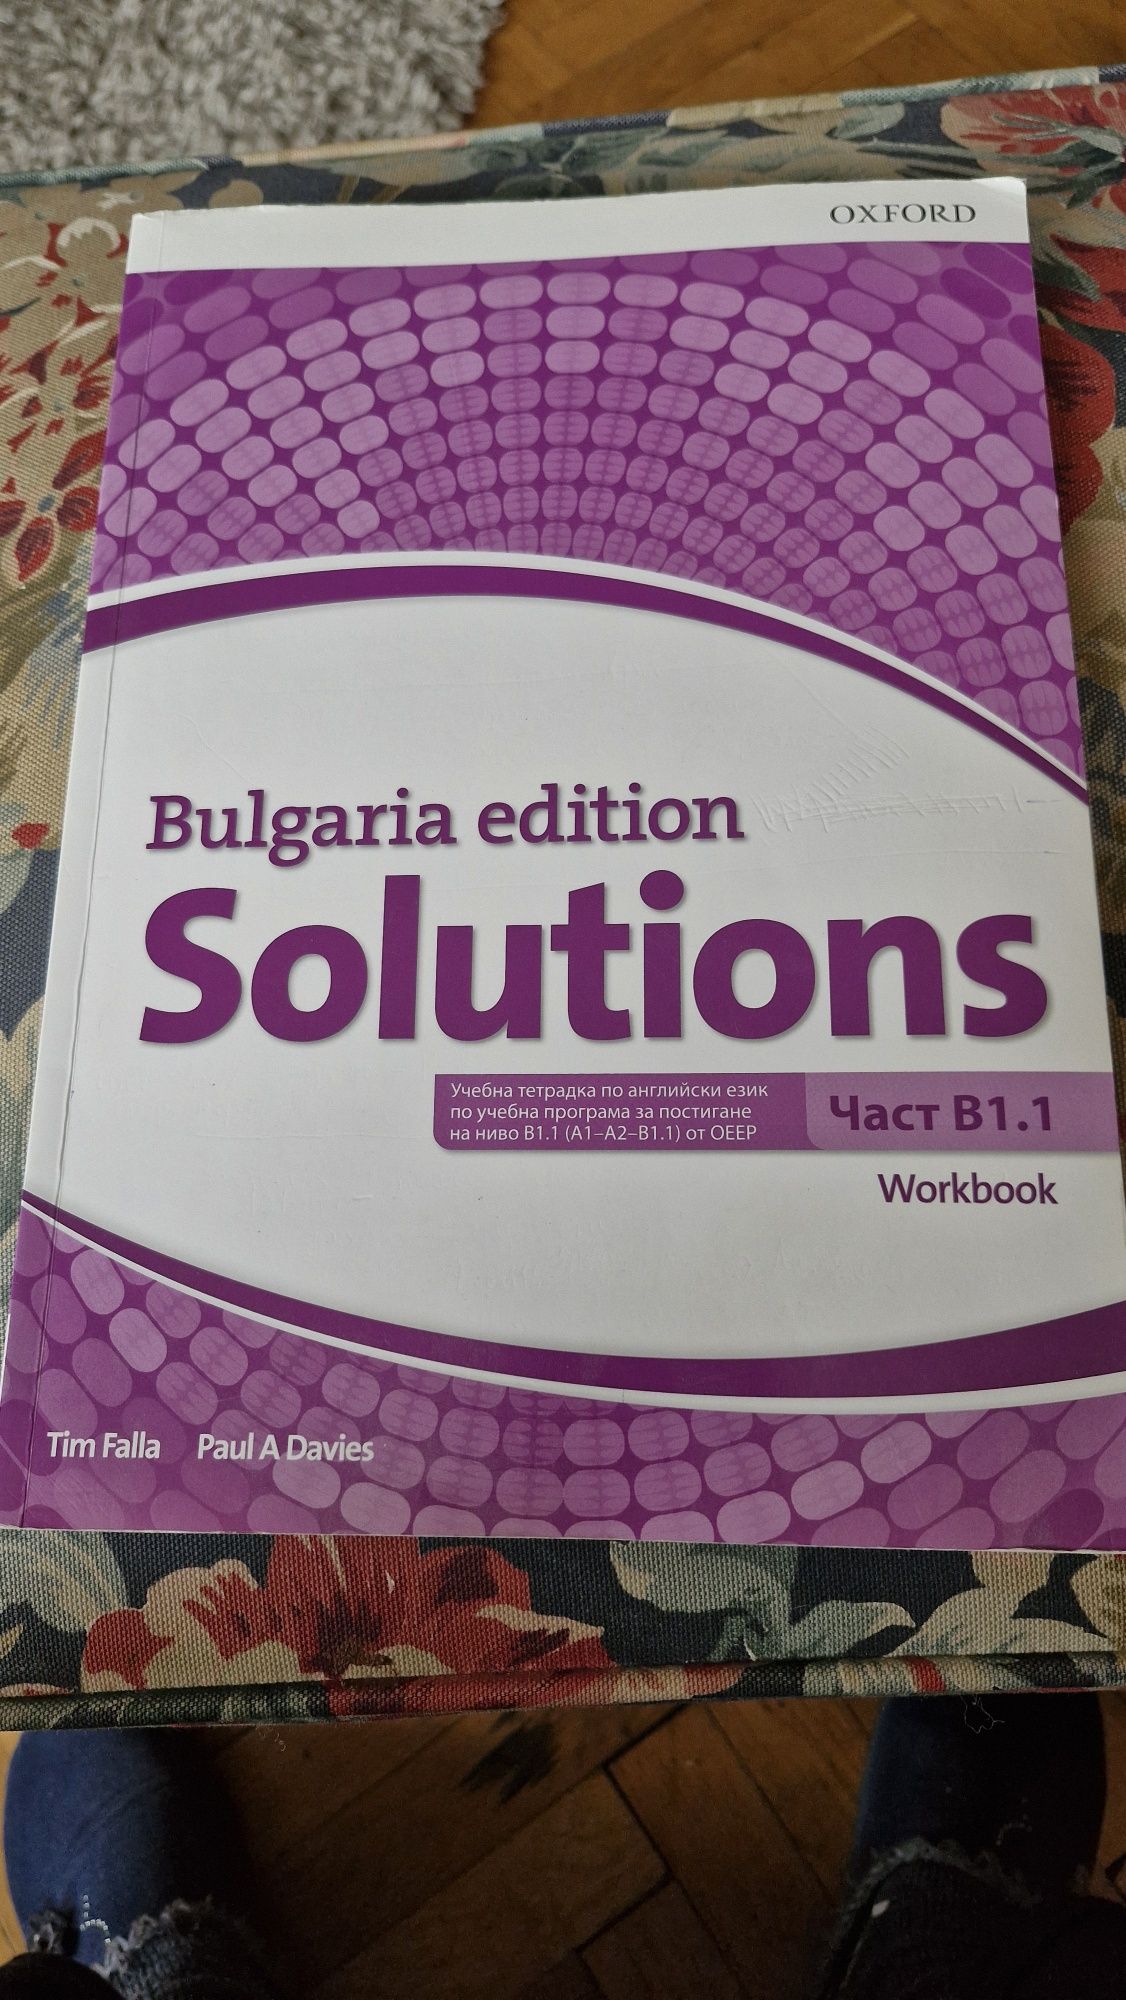 OXFORD
Bulgaria edition
Solutions
Учебна тетрадка по английски език
по учебна програма за постигане
на ниво B1.1 (A1–A2–B1.1) от ОЕЕР
Част B1.1
Workbook
Tim Falla Paul A Davies